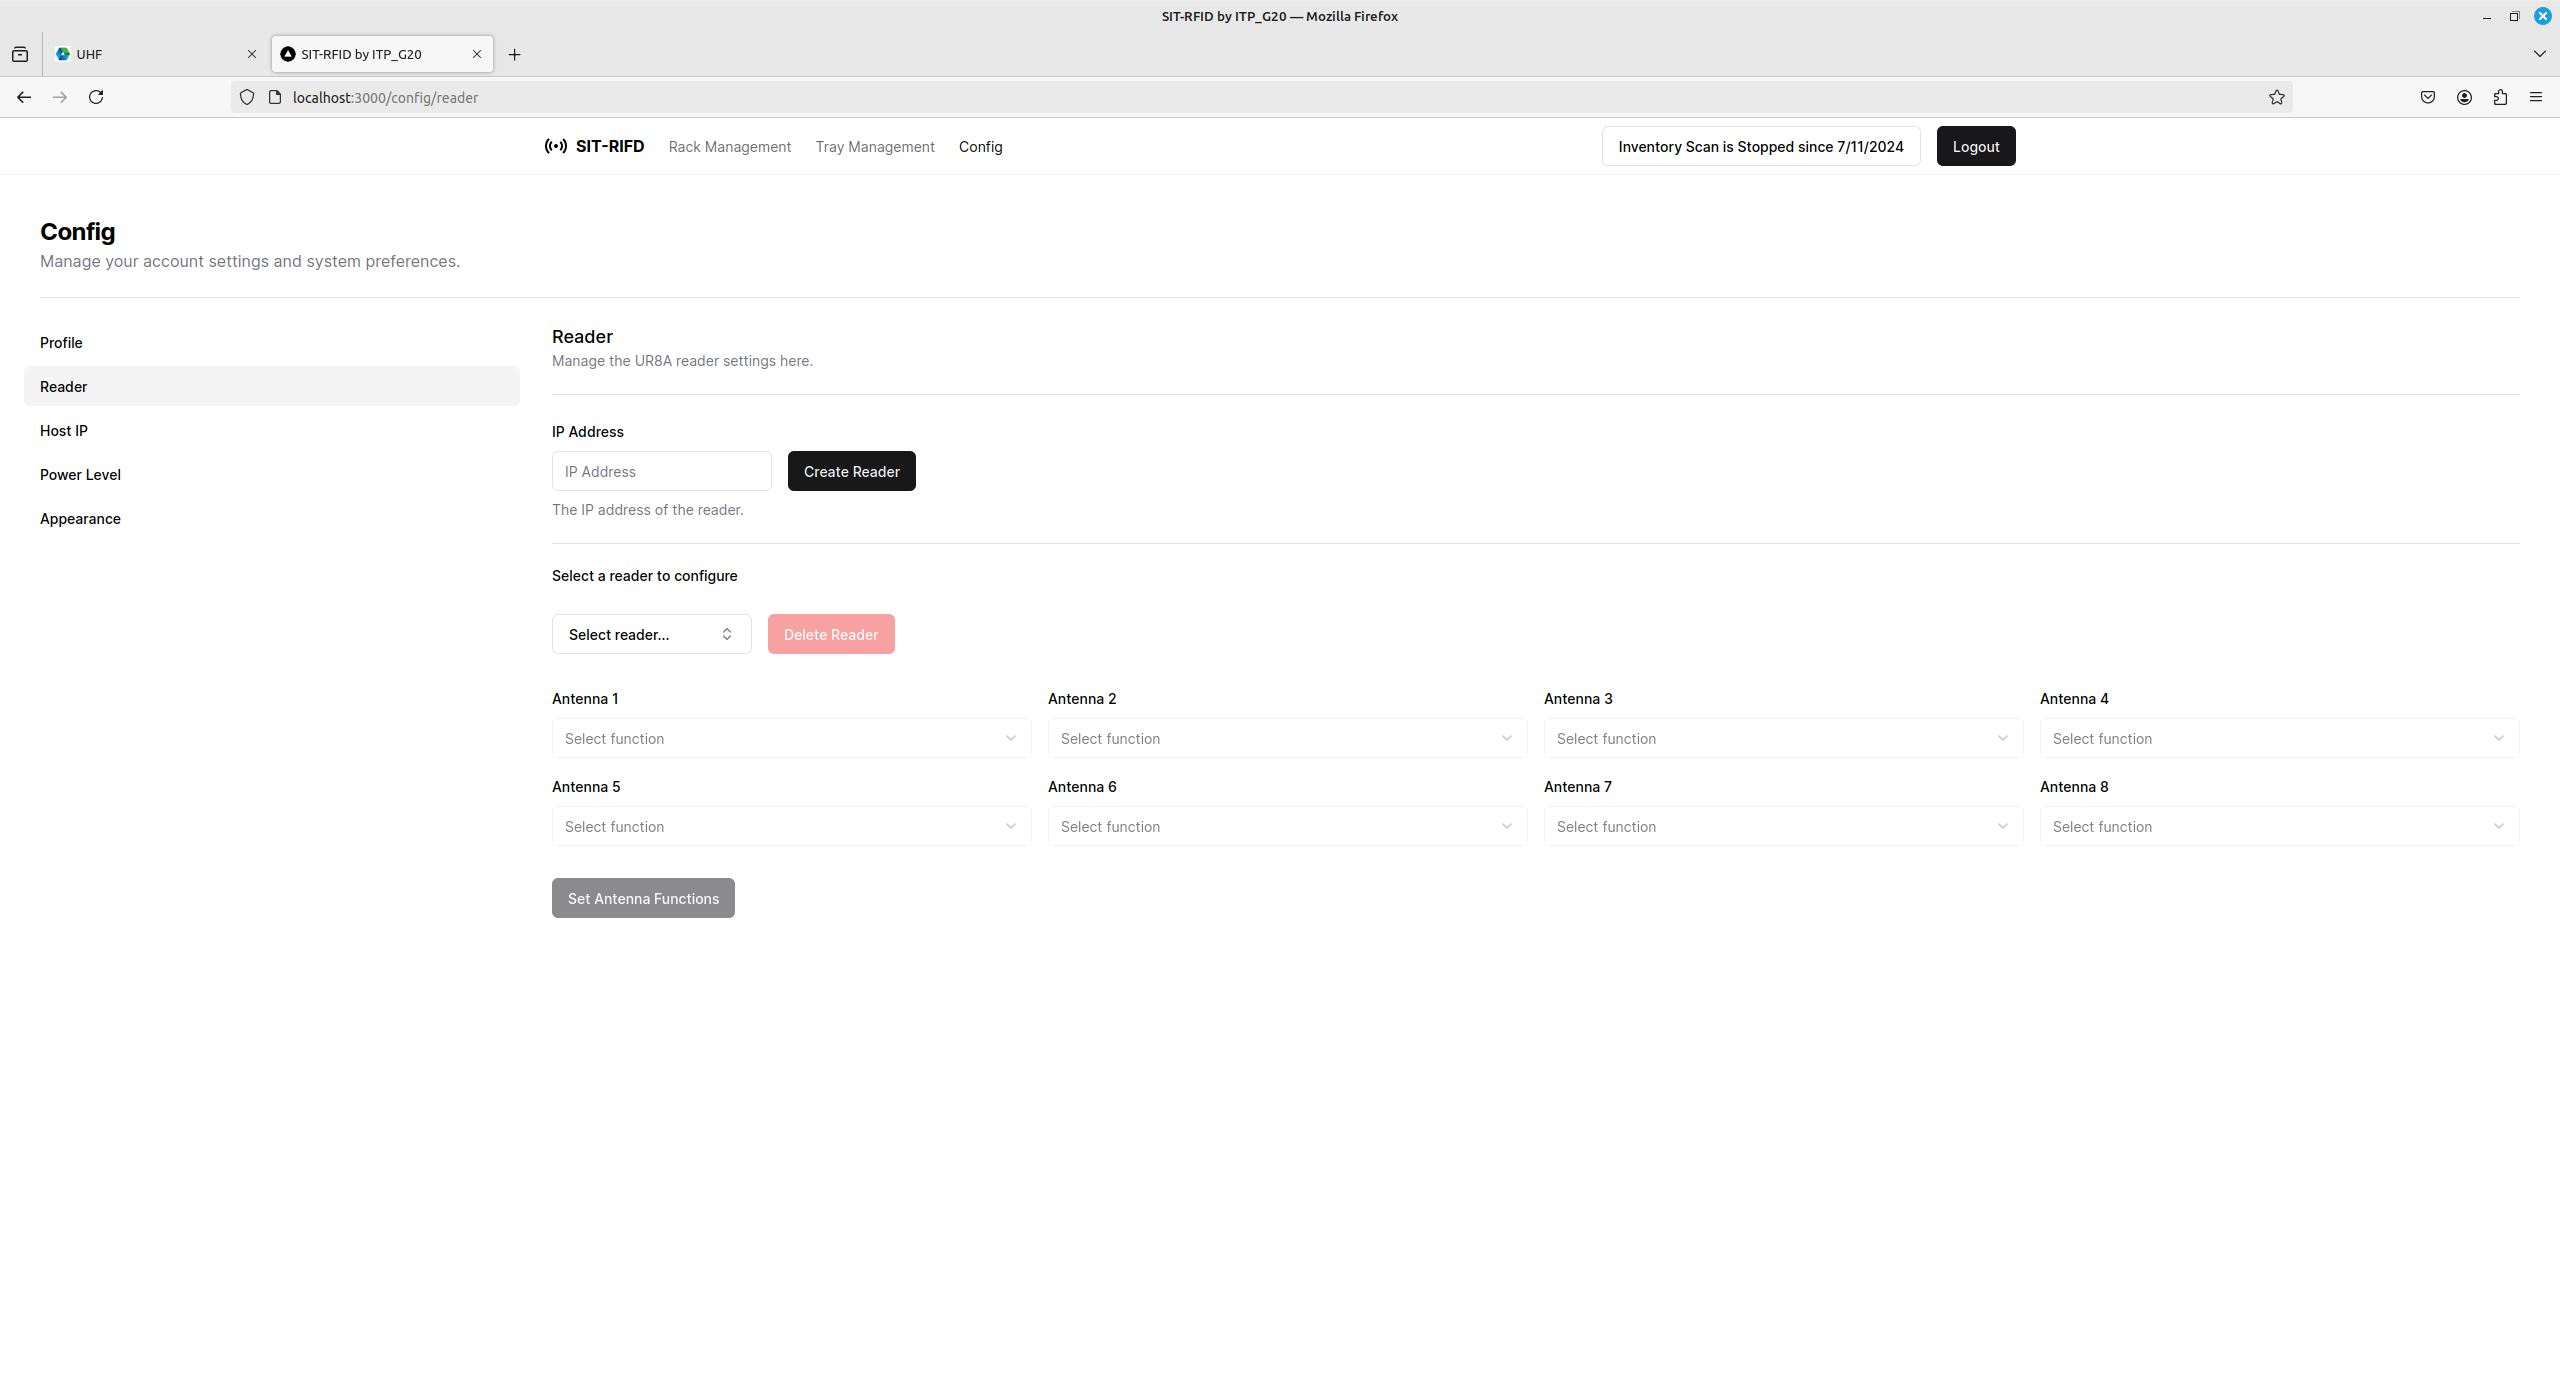 SIT-RFID by ITP_G20 — Mozilla Firefox
UHF
SIT-RFID by ITP_G20
localhost:3000/config/reader
SIT-RIFD Rack Management Tray Management Config Inventory Scan is Stopped since 7/11/2024 Logout
Config
Manage your account settings and system preferences.
Profile
Reader
Host IP
Power Level
Appearance
Reader
Manage the UR8A reader settings here.
IP Address
IP Address Create Reader
The IP address of the reader.
Select a reader to configure
Select reader... Delete Reader
Antenna 1 Antenna 2 Antenna 3 Antenna 4
Select function Select function Select function Select function
Antenna 5 Antenna 6 Antenna 7 Antenna 8
Select function Select function Select function Select function
Set Antenna Functions